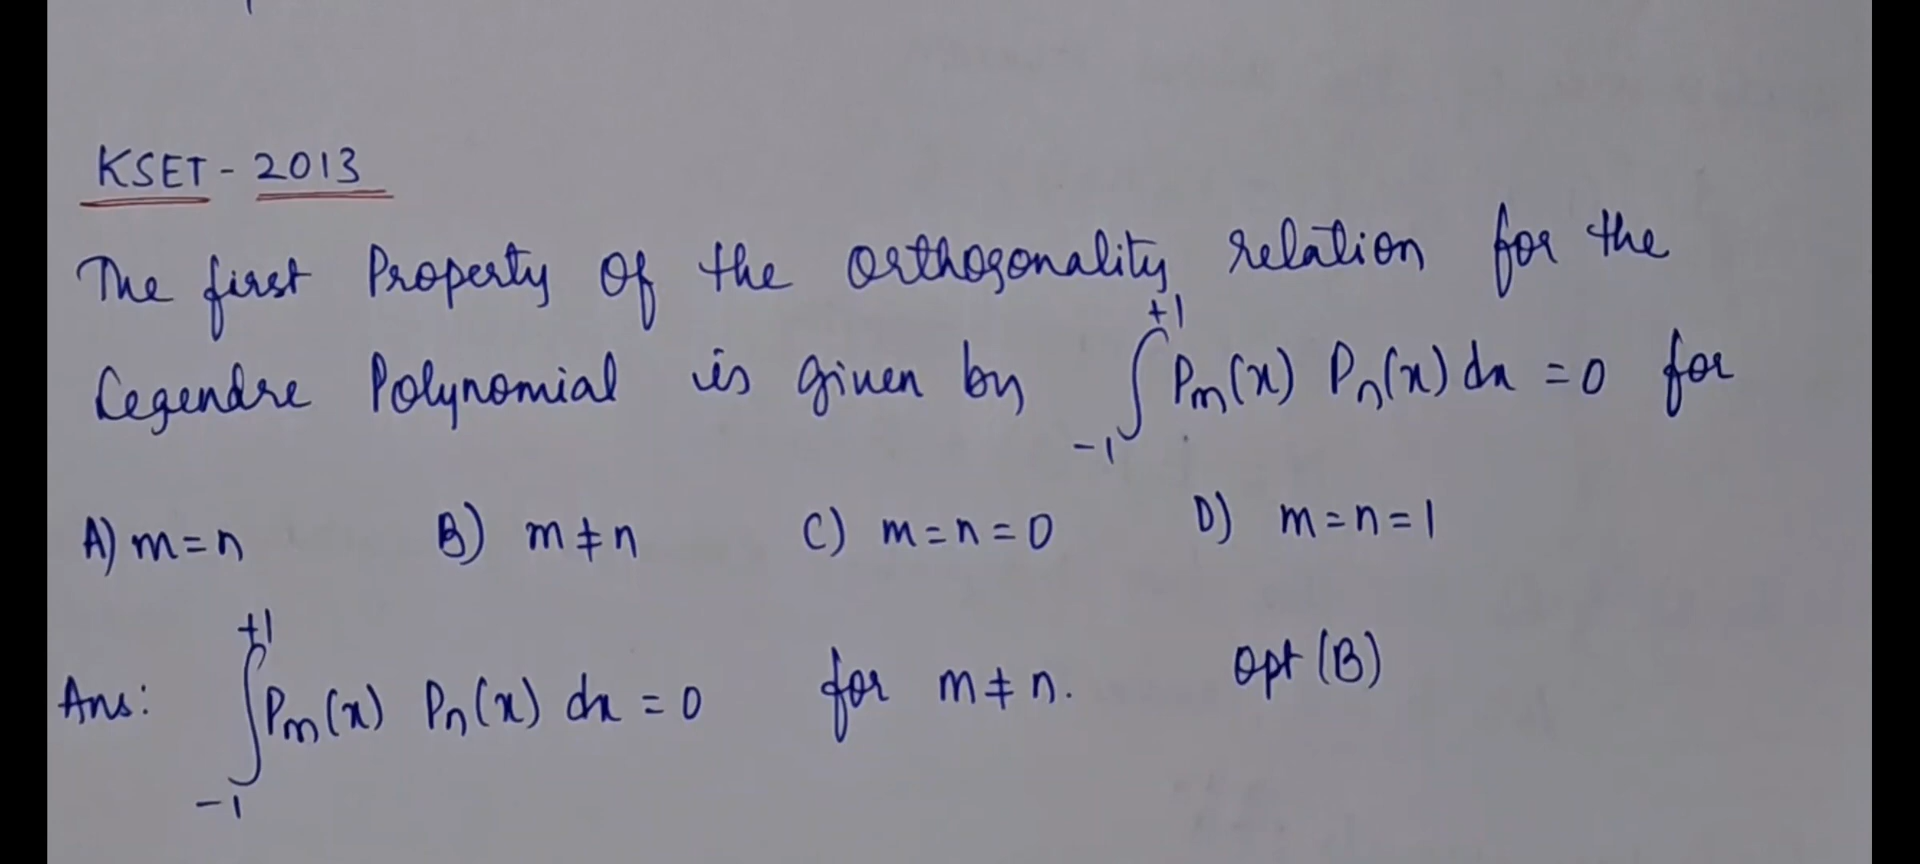 KSET - 2013
The first Property of the orthogonality relation for the
Legendre Polynomial is given by ∫₋₁⁺¹ Pₘ(x) Pₙ(x) dx = 0 for
A) m=n B) m≠n C) m=n=0 D) m=n=1
Ans: ∫₋₁⁺¹ Pₘ(x) Pₙ(x) dx = 0 for m≠n. opt (B)